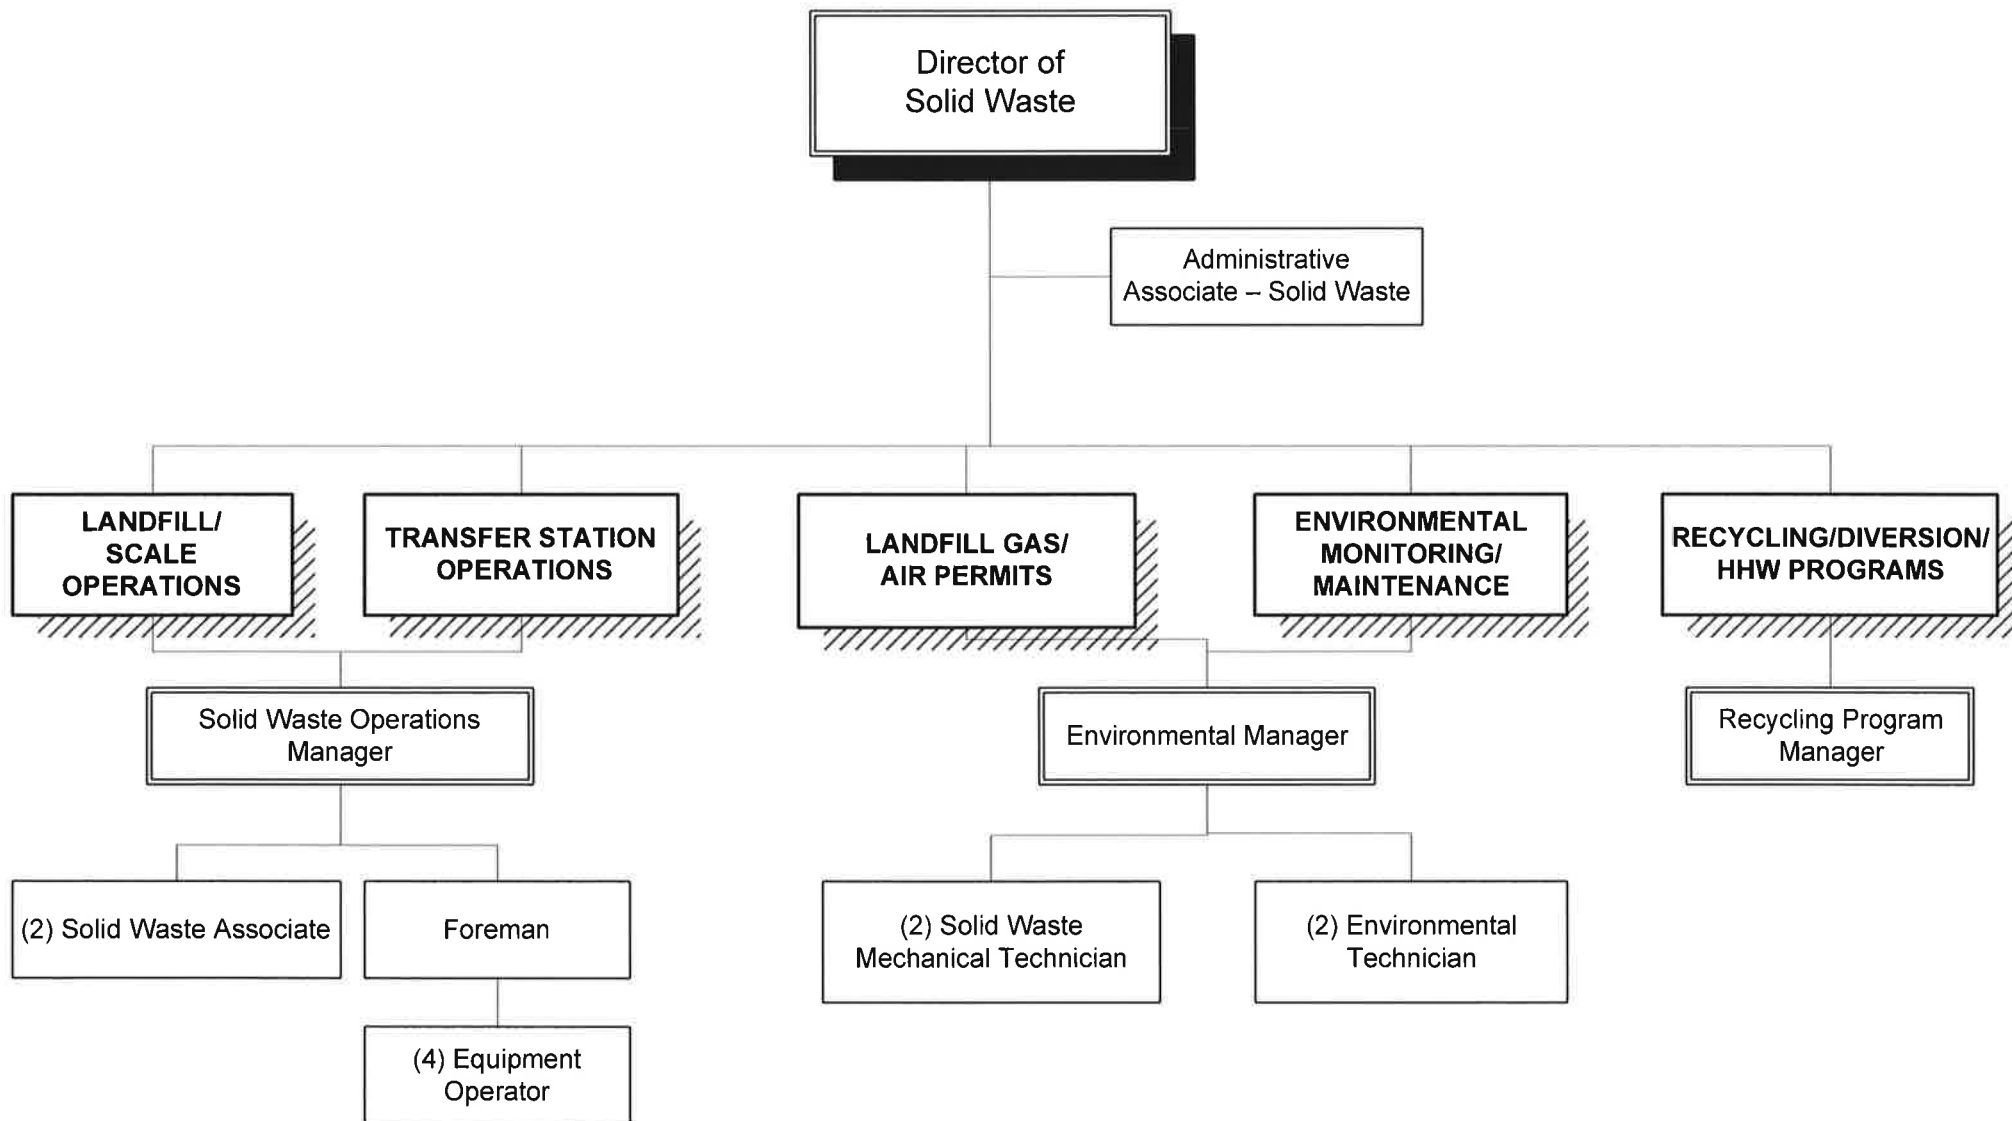 Director of
Solid Waste
Administrative
Associate – Solid Waste
LANDFILL/
SCALE
OPERATIONS
TRANSFER STATION
OPERATIONS
LANDFILL GAS/
AIR PERMITS
ENVIRONMENTAL
MONITORING/
MAINTENANCE
RECYCLING/DIVERSION/
HHW PROGRAMS
Solid Waste Operations
Manager
Environmental Manager
Recycling Program
Manager
(2) Solid Waste Associate
Foreman
(2) Solid Waste
Mechanical Technician
(2) Environmental
Technician
(4) Equipment
Operator